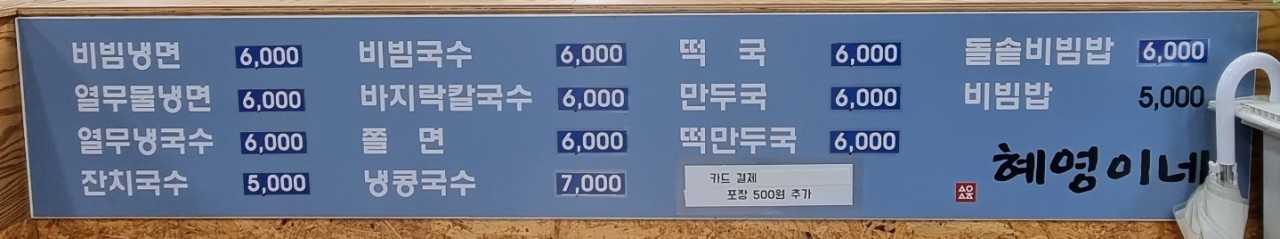 비빔냉면 6,000
열무물냉면 6,000
열무냉국수 6,000
잔치국수 5,000
비빔국수 6,000
바지락칼국수 6,000
쫄 면 6,000
냉콩국수 7,000
떡 국 6,000
만두국 6,000
떡만두국 6,000
카드 결제
포장 500원 추가
돌솥비빔밥 6,000
비빔밥 5,000
혜영이네